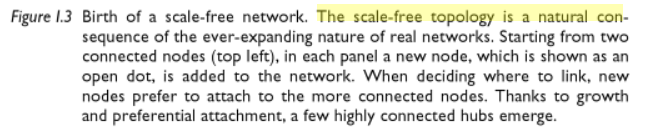 Figure 1.3 Birth of a scale-free network. The scale-free topology is a natural con-
sequence of the ever-expanding nature of real networks. Starting from two
connected nodes (top left), in each panel a new node, which is shown as an
open dot, is added to the network. When deciding where to link, new
nodes prefer to attach to the more connected nodes. Thanks to growth
and preferential attachment, a few highly connected hubs emerge.